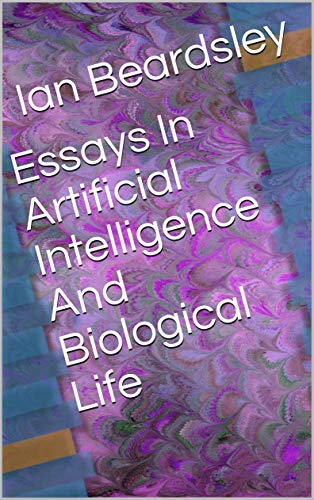 Ian Beardsley
Essays In
Artificial
Intelligence
And
Biological
Life